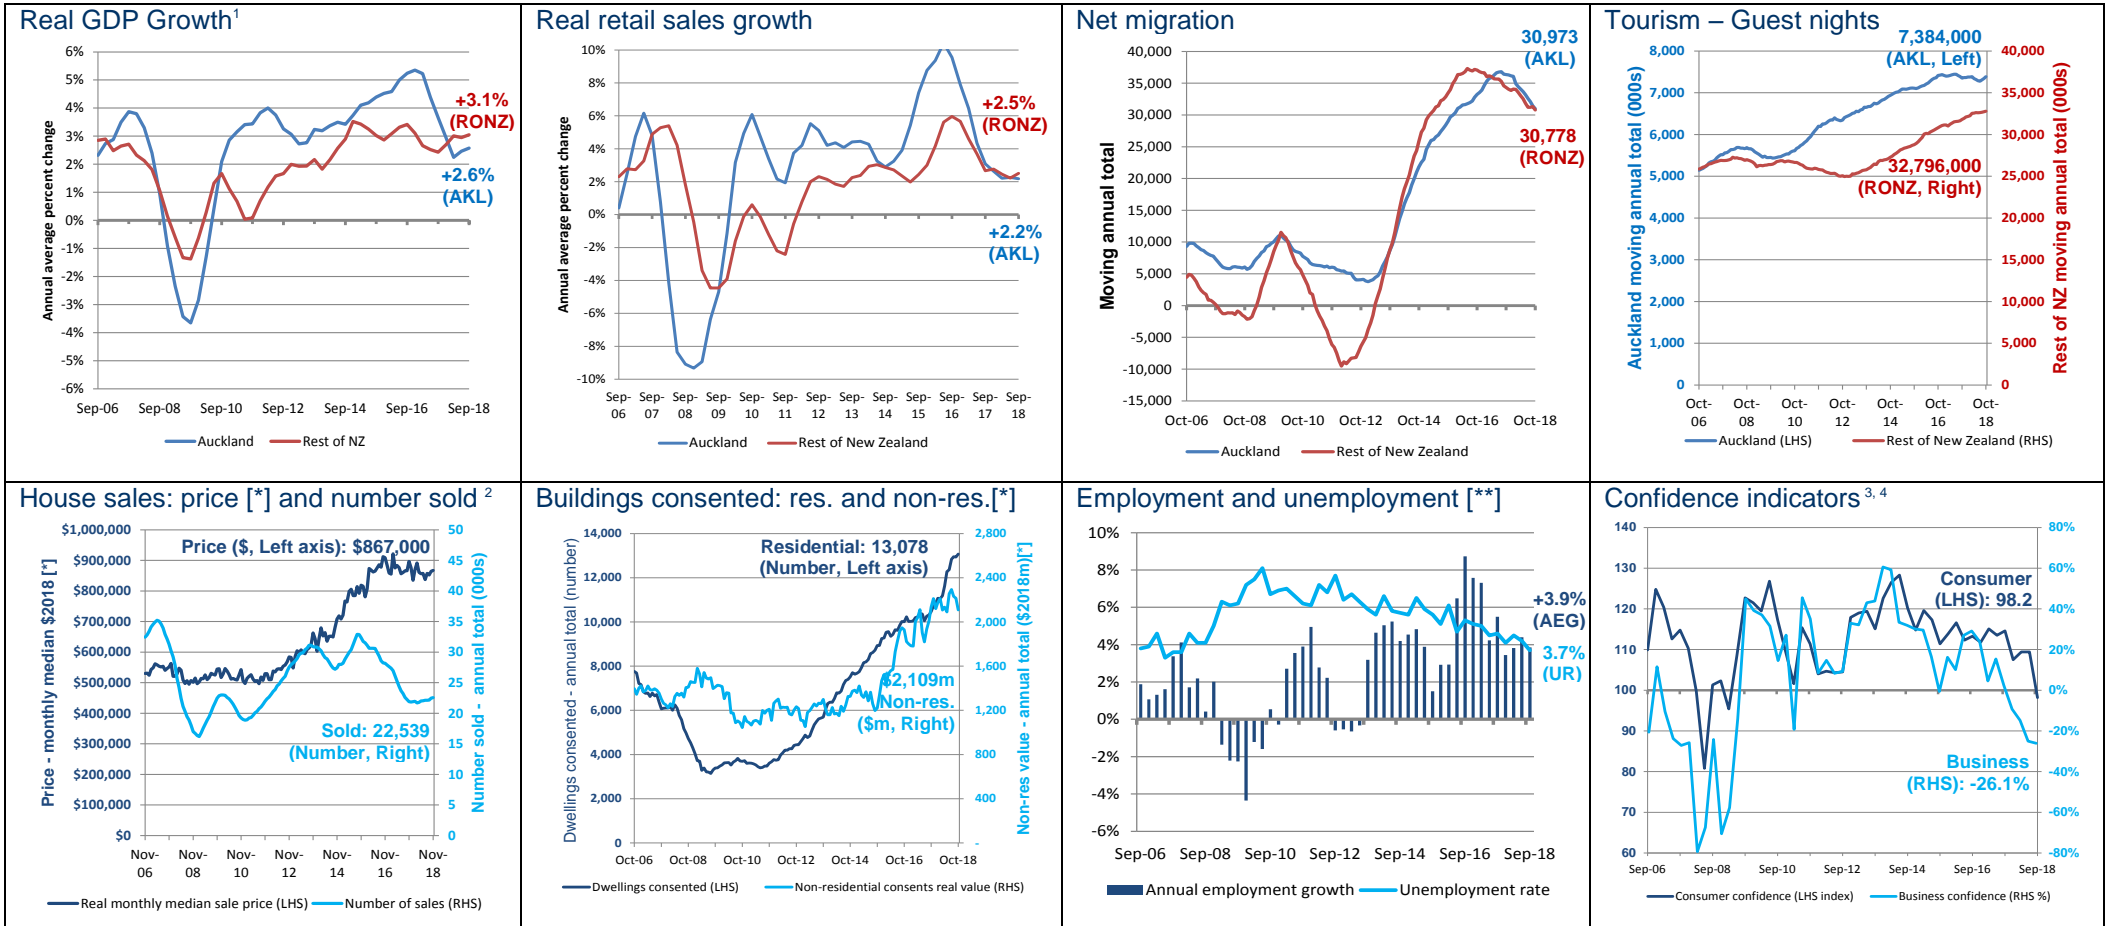 Real GDP Growth1
Annual average percent change
6%
5%
4%
3%
2%
1%
0%
-1%
-2%
-3%
-4%
-5%
-6%
+3.1%
(RONZ)
+2.6%
(AKL)
Sep-06 Sep-08 Sep-10 Sep-12 Sep-14 Sep-16 Sep-18
Auckland Rest of NZ
Real retail sales growth
Annual average percent change
10%
8%
6%
4%
2%
0%
-2%
-4%
-6%
-8%
-10%
+2.5%
(RONZ)
+2.2%
(AKL)
Sep- Sep- Sep- Sep- Sep- Sep- Sep- Sep- Sep- Sep- Sep- Sep- Sep-
06 07 08 09 10 11 12 13 14 15 16 17 18
Auckland Rest of New Zealand
Net migration
Moving annual total
40,000
35,000
30,000
25,000
20,000
15,000
10,000
5,000
0
-5,000
-10,000
-15,000
30,973
(AKL)
30,778
(RONZ)
Oct-06 Oct-08 Oct-10 Oct-12 Oct-14 Oct-16 Oct-18
Auckland Rest of New Zealand
Tourism – Guest nights
Auckland moving annual total (000s)
8,000
7,000
6,000
5,000
4,000
3,000
2,000
1,000
0
7,384,000
(AKL, Left)
32,796,000
(RONZ, Right)
40,000
35,000
30,000
25,000
20,000
15,000
10,000
5,000
0
Rest of NZ moving annual total (000s)
Oct- Oct- Oct- Oct- Oct- Oct- Oct-
06 08 10 12 14 16 18
Auckland (LHS) Rest of New Zealand (RHS)
House sales: price [*] and number sold 2
Price - monthly median $2018 [*]
$1,000,000
$900,000
$800,000
$700,000
$600,000
$500,000
$400,000
$300,000
$200,000
$100,000
$0
Price ($, Left axis): $867,000
Sold: 22,539
(Number, Right)
50
45
40
35
30
25
20
15
10
5
0
Number sold - annual total (000s)
Nov- Nov- Nov- Nov- Nov- Nov- Nov-
06 08 10 12 14 16 18
Real monthly median sale price (LHS) Number of sales (RHS)
Buildings consented: res. and non-res.[*]
Dwellings consented - annual total (number)
14,000
12,000
10,000
8,000
6,000
4,000
2,000
0
Residential: 13,078
(Number, Left axis)
$2,109m
Non-res.
($m, Right)
2,800
2,400
2,000
1,600
1,200
800
400
-
Non-res value - annual total ($2018m)[*]
Oct-06 Oct-08 Oct-10 Oct-12 Oct-14 Oct-16 Oct-18
Dwellings consented (LHS) Non-residential consents real value (RHS)
Employment and unemployment [**]
10%
8%
6%
4%
2%
0%
-2%
-4%
-6%
+3.9%
(AEG)
3.7%
(UR)
Sep-06 Sep-08 Sep-10 Sep-12 Sep-14 Sep-16 Sep-18
Annual employment growth Unemployment rate
Confidence indicators 3, 4
140
130
120
110
100
90
80
70
60
Consumer
(LHS): 98.2
Business
(RHS): -26.1%
80%
60%
40%
20%
0%
-20%
-40%
-60%
-80%
Sep-06 Sep-08 Sep-10 Sep-12 Sep-14 Sep-16 Sep-18
Consumer confidence (LHS index) Business confidence (RHS %)